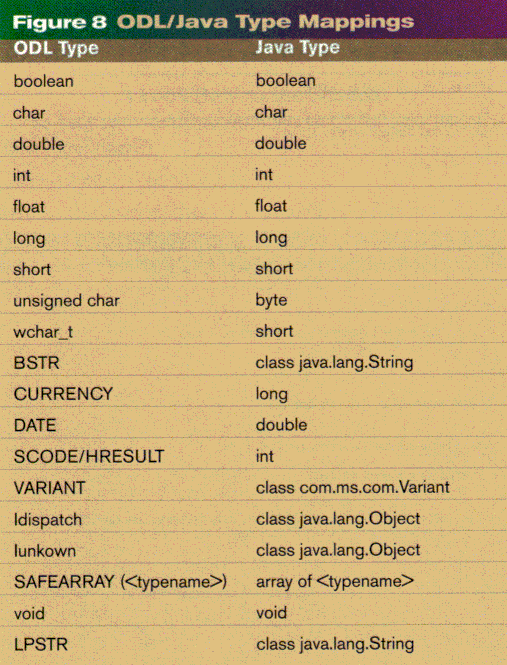 Figure 8 ODL/Java Type Mappings
ODL Type Java Type
boolean boolean
char char
double double
int int
float float
long long
short short
unsigned char byte
wchar_t short
BSTR class java.lang.String
CURRENCY long
DATE double
SCODE/HRESULT int
VARIANT class com.ms.com.Variant
Idispatch class java.lang.Object
Iunkown class java.lang.Object
SAFEARRAY (<typename>) array of <typename>
void void
LPSTR class java.lang.String